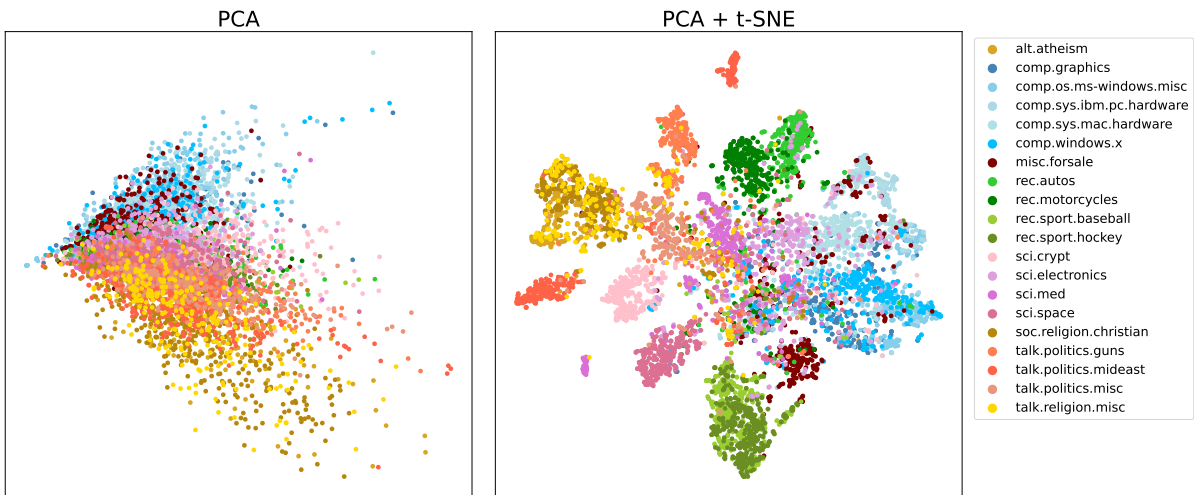 PCA
PCA + t-SNE
alt.atheism
comp.graphics
comp.os.ms-windows.misc
comp.sys.ibm.pc.hardware
comp.sys.mac.hardware
comp.windows.x
misc.forsale
rec.autos
rec.motorcycles
rec.sport.baseball
rec.sport.hockey
sci.crypt
sci.electronics
sci.med
sci.space
soc.religion.christian
talk.politics.guns
talk.politics.mideast
talk.politics.misc
talk.religion.misc